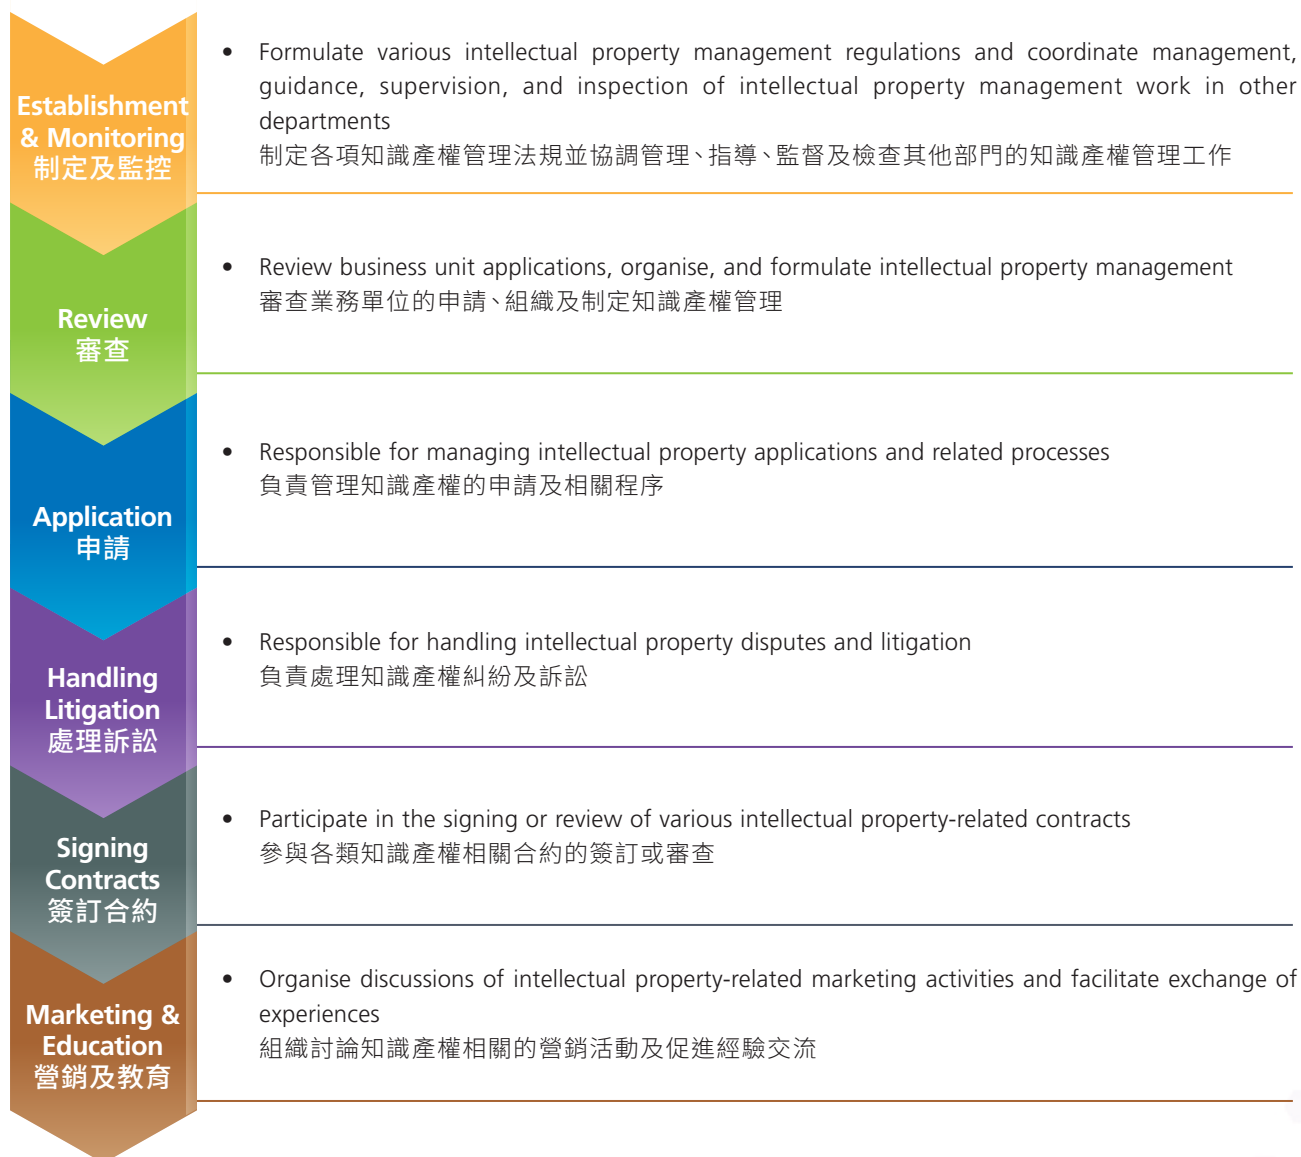 Establishment
& Monitoring
制定及監控
• Formulate various intellectual property management regulations and coordinate management,
guidance, supervision, and inspection of intellectual property management work in other
departments
制定各項知識產權管理法規並協調管理、指導、監督及檢查其他部門的知識產權管理工作
Review
審查
• Review business unit applications, organise, and formulate intellectual property management
審查業務單位的申請、組織及制定知識產權管理
Application
申請
• Responsible for managing intellectual property applications and related processes
負責管理知識產權的申請及相關程序
Handling
Litigation
處理訴訟
• Responsible for handling intellectual property disputes and litigation
負責處理知識產權糾紛及訴訟
Signing
Contracts
簽訂合約
• Participate in the signing or review of various intellectual property-related contracts
參與各類知識產權相關合約的簽訂或審查
Marketing &
Education
營銷及教育
• Organise discussions of intellectual property-related marketing activities and facilitate exchange of
experiences
組織討論知識產權相關的營銷活動及促進經驗交流